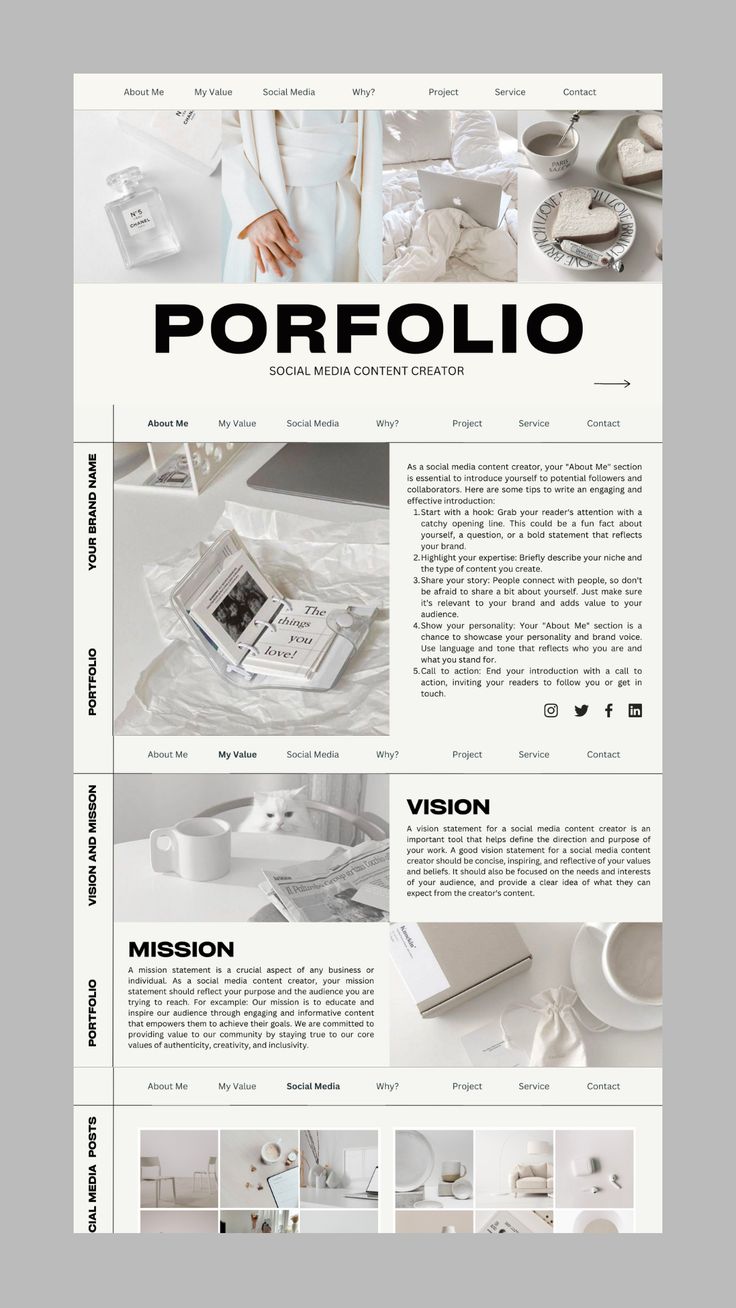 About Me My Value Social Media Why? Project Service Contact
N°5
CHANEL
PARIS
I LOVE BRUNCH
PORFOLIO
SOCIAL MEDIA CONTENT CREATOR
About Me My Value Social Media Why? Project Service Contact
YOUR BRAND NAME
PORTFOLIO
The
things
you
love!
As a social media content creator, your "About Me" section
is essential to introduce yourself to potential followers and
collaborators. Here are some tips to write an engaging and
effective introduction:
1. Start with a hook: Grab your reader's attention with a
catchy opening line. This could be a fun fact about
yourself, a question, or a bold statement that reflects
your brand.
2. Highlight your expertise: Briefly describe your niche and
the type of content you create.
3. Share your story: People connect with people, so don't
be afraid to share a bit about yourself. Just make sure
it's relevant to your brand and adds value to your
audience.
4. Show your personality: Your "About Me" section is a
chance to showcase your personality and brand voice.
Use language and tone that reflects who you are and
what you stand for.
5. Call to action: End your introduction with a call to
action, inviting your readers to follow you or get in
touch.
About Me My Value Social Media Why? Project Service Contact
VISION AND MISSON
PORTFOLIO
VISION
A vision statement for a social media content creator is an
important tool that helps define the direction and purpose of
your work. A good vision statement for a social media content
creator should be concise, inspiring, and reflective of your values
and beliefs. It should also be focused on the needs and interests
of your audience, and provide a clear idea of what they can
expect from the creator's content.
MISSION
A mission statement is a crucial aspect of any business or
individual. As a social media content creator, your mission
statement should reflect your purpose and the audience you are
trying to reach. For excample: Our mission is to educate and
inspire our audience through engaging and informative content
that empowers them to achieve their goals. We are committed to
providing value to our community by staying true to our core
values of authenticity, creativity, and inclusivity.
About Me My Value Social Media Why? Project Service Contact
CIAL MEDIA POSTS